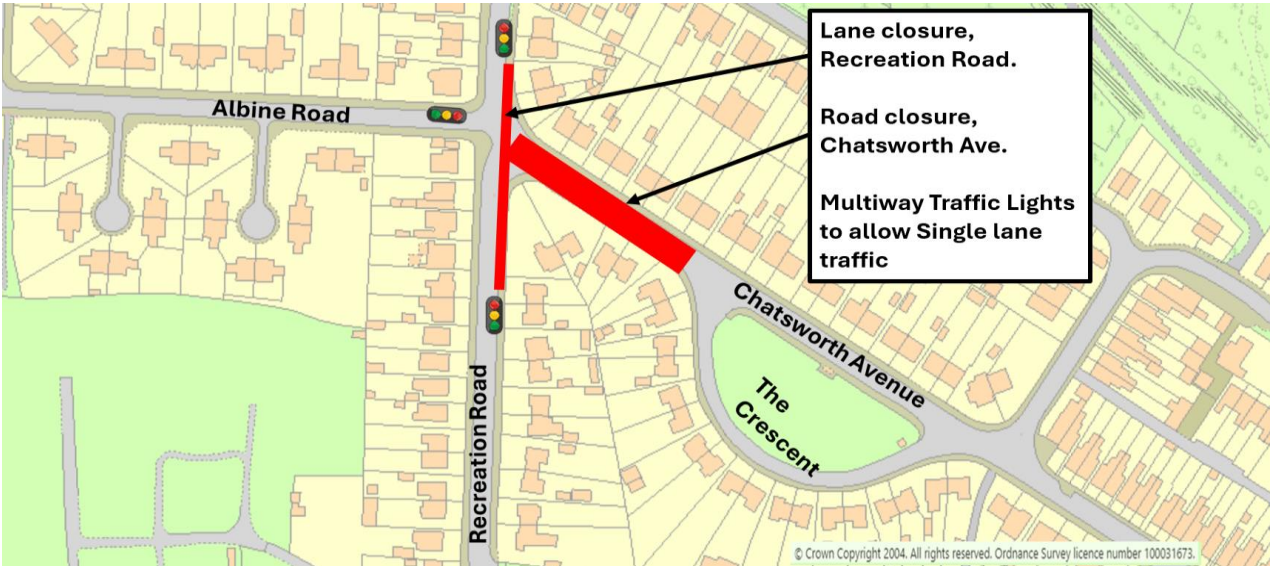 Lane closure,
Recreation Road.
Road closure,
Chatsworth Ave.
Multiway Traffic Lights
to allow Single lane
traffic
Albine Road
Chatsworth Avenue
The
Crescent
Recreation Road
© Crown Copyright 2004. All rights reserved. Ordnance Survey licence number 100031673.